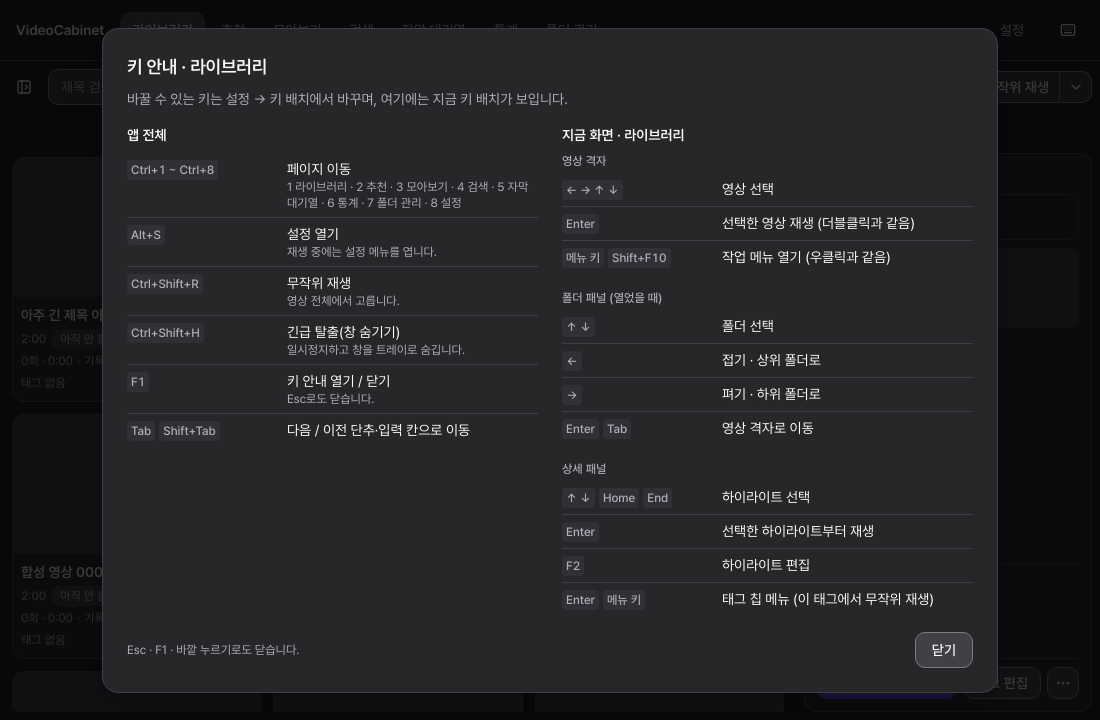 VideoCabinet
설정
제목 검
작위 재생
키 안내 · 라이브러리
바꿀 수 있는 키는 설정 → 키 배치에서 바꾸며, 여기에는 지금 키 배치가 보입니다.
앱 전체
Ctrl+1 ~ Ctrl+8 페이지 이동
1 라이브러리 · 2 추천 · 3 모아보기 · 4 검색 · 5 자막
대기열 · 6 통계 · 7 폴더 관리 · 8 설정
Alt+S 설정 열기
재생 중에는 설정 메뉴를 엽니다.
Ctrl+Shift+R 무작위 재생
영상 전체에서 고릅니다.
Ctrl+Shift+H 긴급 탈출(창 숨기기)
일시정지하고 창을 트레이로 숨깁니다.
F1 키 안내 열기 / 닫기
Esc로도 닫습니다.
Tab Shift+Tab 다음 / 이전 단추·입력 칸으로 이동
지금 화면 · 라이브러리
영상 격자
← → ↑ ↓ 영상 선택
Enter 선택한 영상 재생 (더블클릭과 같음)
메뉴 키 Shift+F10 작업 메뉴 열기 (우클릭과 같음)
폴더 패널 (열었을 때)
↑ ↓ 폴더 선택
← 접기 · 상위 폴더로
→ 펴기 · 하위 폴더로
Enter Tab 영상 격자로 이동
상세 패널
↑ ↓ Home End 하이라이트 선택
Enter 선택한 하이라이트부터 재생
F2 하이라이트 편집
Enter 메뉴 키 태그 칩 메뉴 (이 태그에서 무작위 재생)
Esc · F1 · 바깥 누르기로도 닫습니다.
닫기
아주 긴 제목 아
2:00 아직 안
0회 · 0:00 · 기록
태그 없음
합성 영상 000
2:00 아직 안
0회 · 0:00 · 기록
태그 없음
편집